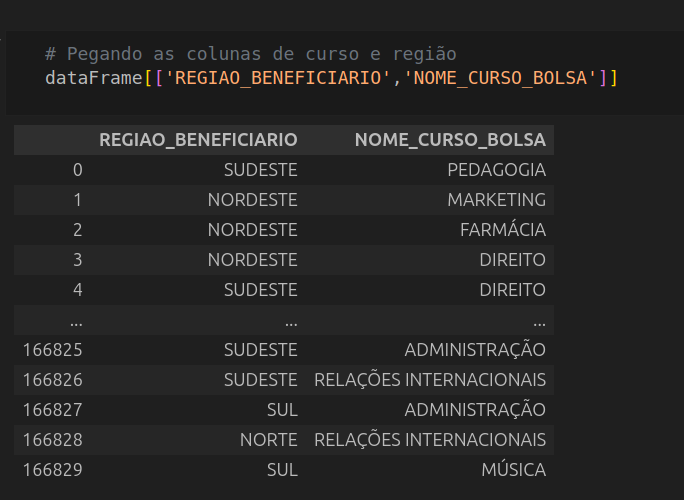 # Pegando as colunas de curso e região
dataFrame[['REGIAO_BENEFICIARIO','NOME_CURSO_BOLSA']]
REGIAO_BENEFICIARIO NOME_CURSO_BOLSA
0 SUDESTE PEDAGOGIA
1 NORDESTE MARKETING
2 NORDESTE FARMÁCIA
3 NORDESTE DIREITO
4 SUDESTE DIREITO
... ... ...
166825 SUDESTE ADMINISTRAÇÃO
166826 SUDESTE RELAÇÕES INTERNACIONAIS
166827 SUL ADMINISTRAÇÃO
166828 NORTE RELAÇÕES INTERNACIONAIS
166829 SUL MÚSICA